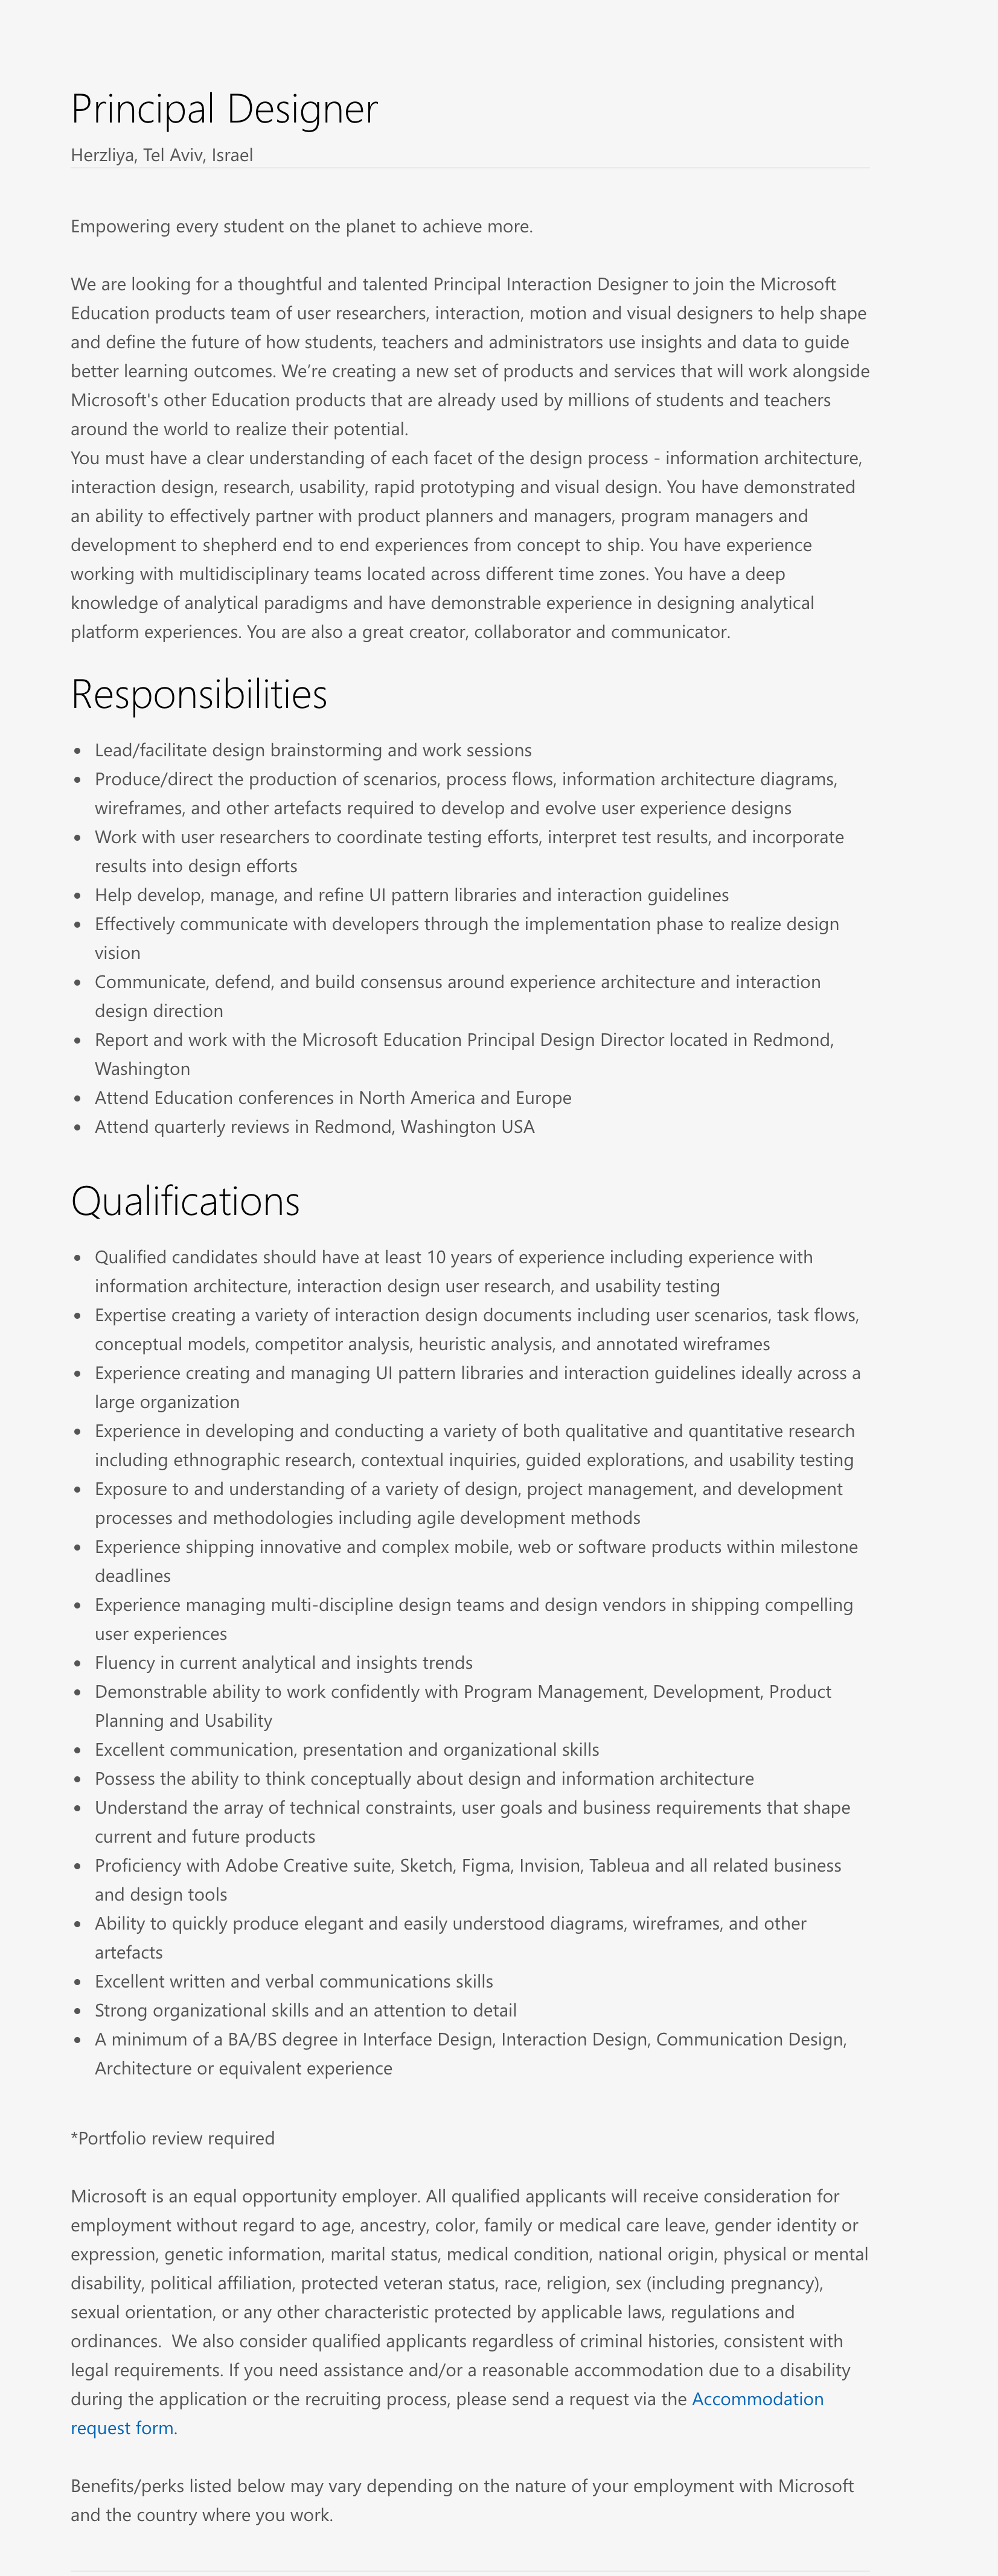 Principal Designer
Herzliya, Tel Aviv, Israel
Empowering every student on the planet to achieve more.
We are looking for a thoughtful and talented Principal Interaction Designer to join the Microsoft
Education products team of user researchers, interaction, motion and visual designers to help shape
and define the future of how students, teachers and administrators use insights and data to guide
better learning outcomes. We’re creating a new set of products and services that will work alongside
Microsoft's other Education products that are already used by millions of students and teachers
around the world to realize their potential.
You must have a clear understanding of each facet of the design process - information architecture,
interaction design, research, usability, rapid prototyping and visual design. You have demonstrated
an ability to effectively partner with product planners and managers, program managers and
development to shepherd end to end experiences from concept to ship. You have experience
working with multidisciplinary teams located across different time zones. You have a deep
knowledge of analytical paradigms and have demonstrable experience in designing analytical
platform experiences. You are also a great creator, collaborator and communicator.
Responsibilities
• Lead/facilitate design brainstorming and work sessions
• Produce/direct the production of scenarios, process flows, information architecture diagrams,
wireframes, and other artefacts required to develop and evolve user experience designs
• Work with user researchers to coordinate testing efforts, interpret test results, and incorporate
results into design efforts
• Help develop, manage, and refine UI pattern libraries and interaction guidelines
• Effectively communicate with developers through the implementation phase to realize design
vision
• Communicate, defend, and build consensus around experience architecture and interaction
design direction
• Report and work with the Microsoft Education Principal Design Director located in Redmond,
Washington
• Attend Education conferences in North America and Europe
• Attend quarterly reviews in Redmond, Washington USA
Qualifications
• Qualified candidates should have at least 10 years of experience including experience with
information architecture, interaction design user research, and usability testing
• Expertise creating a variety of interaction design documents including user scenarios, task flows,
conceptual models, competitor analysis, heuristic analysis, and annotated wireframes
• Experience creating and managing UI pattern libraries and interaction guidelines ideally across a
large organization
• Experience in developing and conducting a variety of both qualitative and quantitative research
including ethnographic research, contextual inquiries, guided explorations, and usability testing
• Exposure to and understanding of a variety of design, project management, and development
processes and methodologies including agile development methods
• Experience shipping innovative and complex mobile, web or software products within milestone
deadlines
• Experience managing multi-discipline design teams and design vendors in shipping compelling
user experiences
• Fluency in current analytical and insights trends
• Demonstrable ability to work confidently with Program Management, Development, Product
Planning and Usability
• Excellent communication, presentation and organizational skills
• Possess the ability to think conceptually about design and information architecture
• Understand the array of technical constraints, user goals and business requirements that shape
current and future products
• Proficiency with Adobe Creative suite, Sketch, Figma, Invision, Tableua and all related business
and design tools
• Ability to quickly produce elegant and easily understood diagrams, wireframes, and other
artefacts
• Excellent written and verbal communications skills
• Strong organizational skills and an attention to detail
• A minimum of a BA/BS degree in Interface Design, Interaction Design, Communication Design,
Architecture or equivalent experience
*Portfolio review required
Microsoft is an equal opportunity employer. All qualified applicants will receive consideration for
employment without regard to age, ancestry, color, family or medical care leave, gender identity or
expression, genetic information, marital status, medical condition, national origin, physical or mental
disability, political affiliation, protected veteran status, race, religion, sex (including pregnancy),
sexual orientation, or any other characteristic protected by applicable laws, regulations and
ordinances.  We also consider qualified applicants regardless of criminal histories, consistent with
legal requirements. If you need assistance and/or a reasonable accommodation due to a disability
during the application or the recruiting process, please send a request via the Accommodation
request form.
Benefits/perks listed below may vary depending on the nature of your employment with Microsoft
and the country where you work.